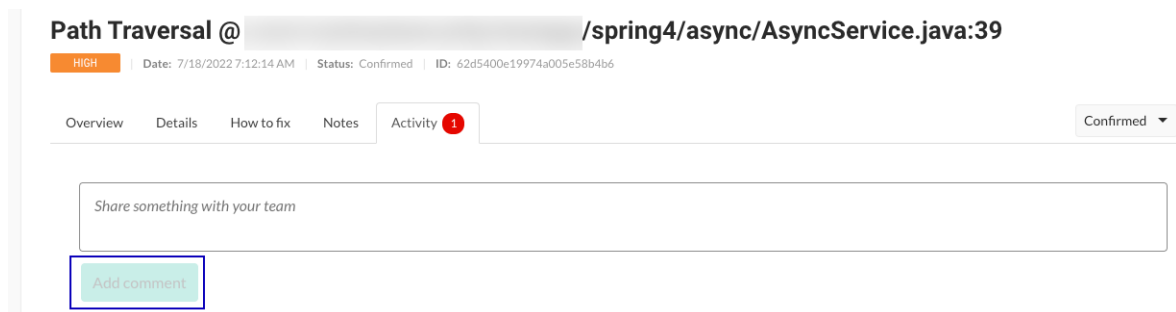 Path Traversal @ /spring4/async/AsyncService.java:39
HIGH Date: 7/18/2022 7:12:14 AM Status: Confirmed ID: 62d5400e19974a005e58b4b6
Overview Details How to fix Notes Activity 1 Confirmed
Share something with your team
Add comment